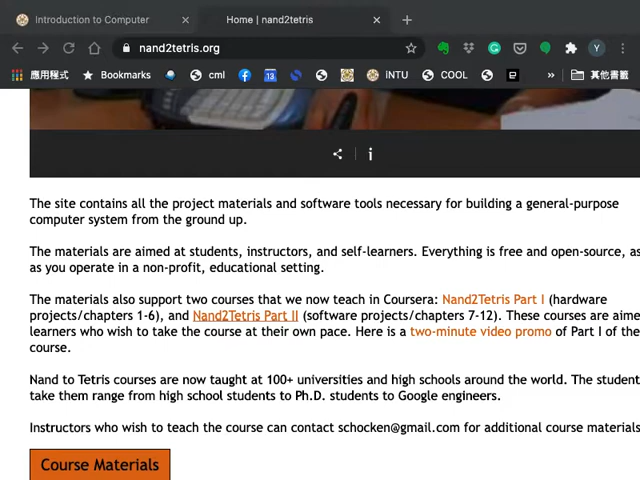 Introduction to Computer
Home | nand2tetris
nand2tetris.org
應用程式
Bookmarks
cml
13
iNTU
COOL
其他書籤
The site contains all the project materials and software tools necessary for building a general-purpose
computer system from the ground up.
The materials are aimed at students, instructors, and self-learners. Everything is free and open-source, as
as you operate in a non-profit, educational setting.
The materials also support two courses that we now teach in Coursera: Nand2Tetris Part I (hardware
projects/chapters 1-6), and Nand2Tetris Part II (software projects/chapters 7-12). These courses are aime
learners who wish to take the course at their own pace. Here is a two-minute video promo of Part I of the
course.
Nand to Tetris courses are now taught at 100+ universities and high schools around the world. The student
take them range from high school students to Ph.D. students to Google engineers.
Instructors who wish to teach the course can contact schocken@gmail.com for additional course materials
Course Materials